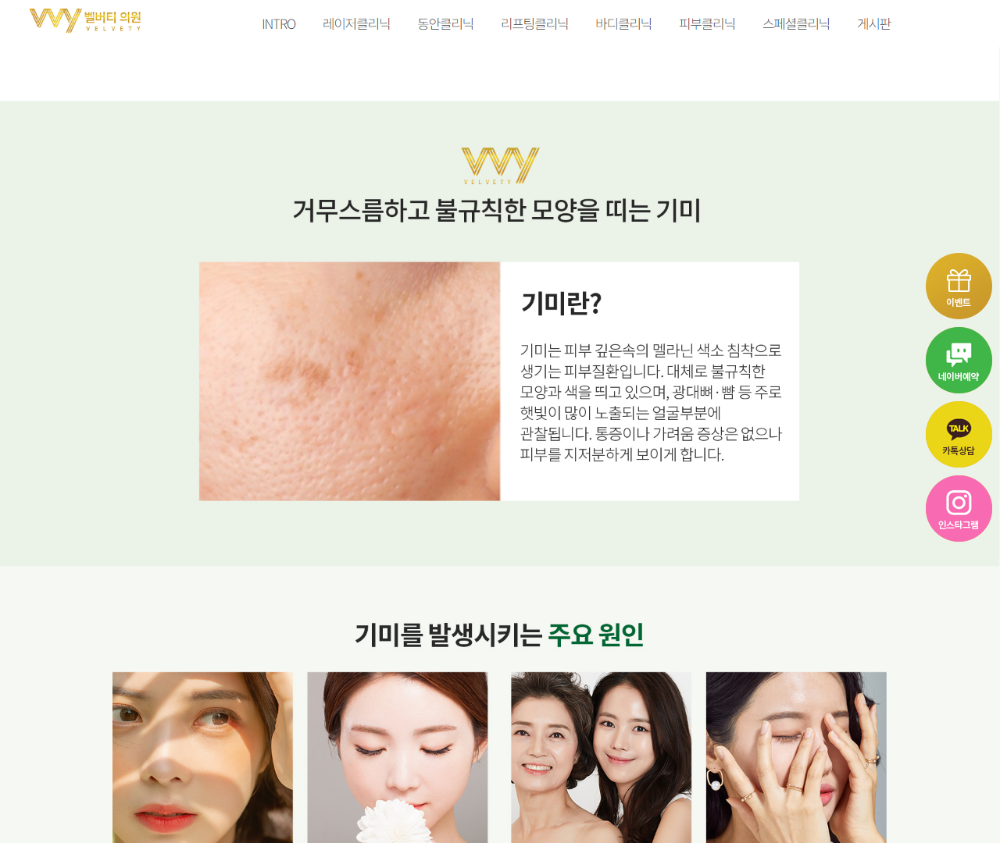 벨버티 의원
VELVETY
INTRO
레이저클리닉
동안클리닉
리프팅클리닉
바디클리닉
피부클리닉
스페셜클리닉
게시판
VELVETY
거무스름하고 불규칙한 모양을 띠는 기미
기미란?
기미는 피부 깊은속의 멜라닌 색소 침착으로
생기는 피부질환입니다. 대체로 불규칙한
모양과 색을 띄고 있으며, 광대뼈 · 뺨 등 주로
햇빛이 많이 노출되는 얼굴부분에
관찰됩니다. 통증이나 가려움 증상은 없으나
피부를 지저분하게 보이게 합니다.
이벤트
네이버예약
TALK
카톡상담
인스타그램
기미를 발생시키는 주요 원인